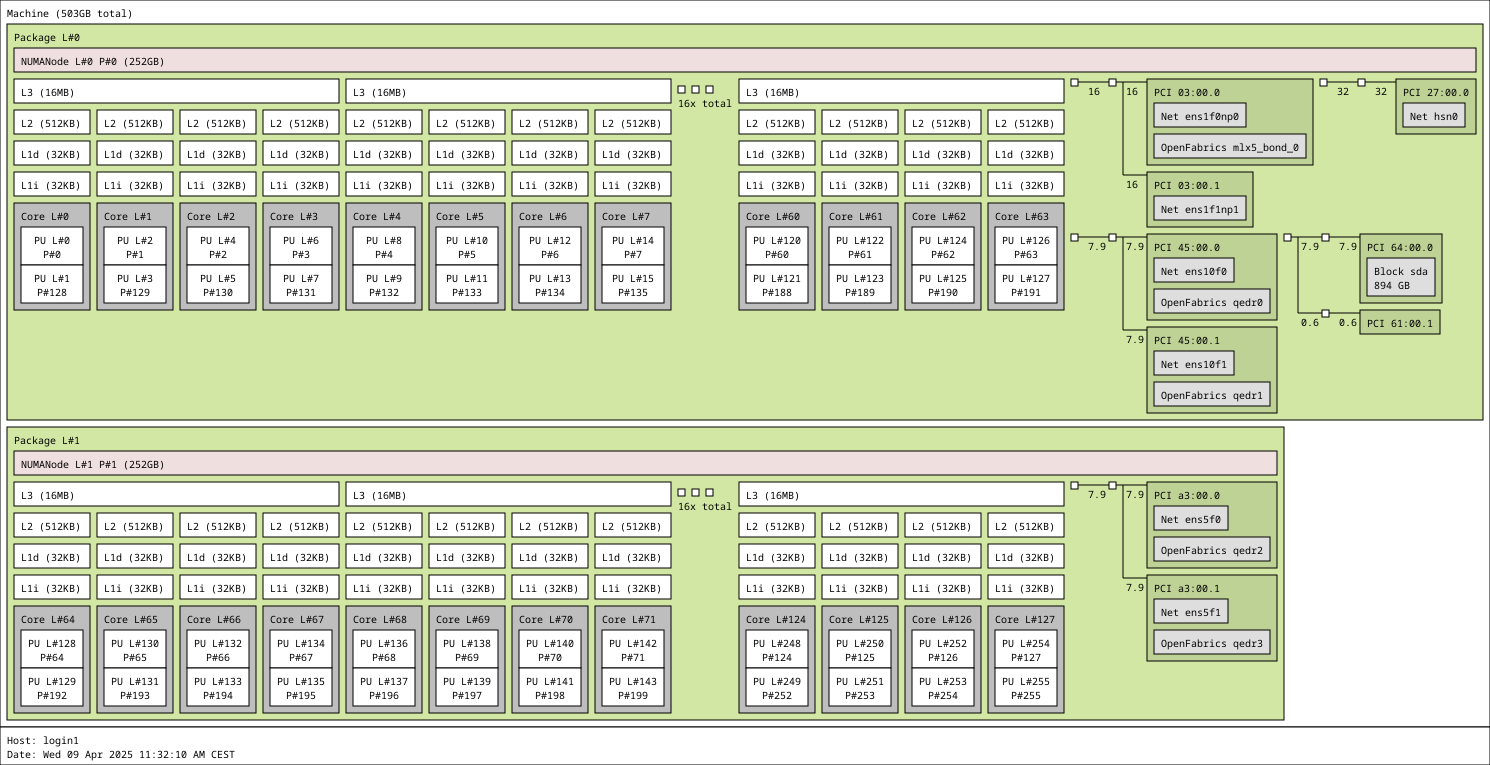 Machine (503GB total)
Package L#0
NUMANode L#0 P#0 (252GB)
L3 (16MB) L3 (16MB) 16x total L3 (16MB)
L2 (512KB) L2 (512KB) L2 (512KB) L2 (512KB) L2 (512KB) L2 (512KB) L2 (512KB) L2 (512KB) L2 (512KB) L2 (512KB) L2 (512KB) L2 (512KB)
L1d (32KB) L1d (32KB) L1d (32KB) L1d (32KB) L1d (32KB) L1d (32KB) L1d (32KB) L1d (32KB) L1d (32KB) L1d (32KB) L1d (32KB) L1d (32KB)
L1i (32KB) L1i (32KB) L1i (32KB) L1i (32KB) L1i (32KB) L1i (32KB) L1i (32KB) L1i (32KB) L1i (32KB) L1i (32KB) L1i (32KB) L1i (32KB)
Core L#0 Core L#1 Core L#2 Core L#3 Core L#4 Core L#5 Core L#6 Core L#7 Core L#60 Core L#61 Core L#62 Core L#63
PU L#0 PU L#2 PU L#4 PU L#6 PU L#8 PU L#10 PU L#12 PU L#14 PU L#120 PU L#122 PU L#124 PU L#126
P#0 P#1 P#2 P#3 P#4 P#5 P#6 P#7 P#60 P#61 P#62 P#63
PU L#1 PU L#3 PU L#5 PU L#7 PU L#9 PU L#11 PU L#13 PU L#15 PU L#121 PU L#123 PU L#125 PU L#127
P#128 P#129 P#130 P#131 P#132 P#133 P#134 P#135 P#188 P#189 P#190 P#191
16 16 PCI 03:00.0
Net ens1f0np0
OpenFabrics mlx5_bond_0
16 PCI 03:00.1
Net ens1f1np1
32 32 PCI 27:00.0
Net hsn0
7.9 7.9 PCI 45:00.0
Net ens10f0
OpenFabrics qedr0
7.9 PCI 45:00.1
Net ens10f1
OpenFabrics qedr1
7.9 7.9 PCI 64:00.0
Block sda
894 GB
0.6 0.6 PCI 61:00.1
Package L#1
NUMANode L#1 P#1 (252GB)
L3 (16MB) L3 (16MB) 16x total L3 (16MB)
L2 (512KB) L2 (512KB) L2 (512KB) L2 (512KB) L2 (512KB) L2 (512KB) L2 (512KB) L2 (512KB) L2 (512KB) L2 (512KB) L2 (512KB) L2 (512KB)
L1d (32KB) L1d (32KB) L1d (32KB) L1d (32KB) L1d (32KB) L1d (32KB) L1d (32KB) L1d (32KB) L1d (32KB) L1d (32KB) L1d (32KB) L1d (32KB)
L1i (32KB) L1i (32KB) L1i (32KB) L1i (32KB) L1i (32KB) L1i (32KB) L1i (32KB) L1i (32KB) L1i (32KB) L1i (32KB) L1i (32KB) L1i (32KB)
Core L#64 Core L#65 Core L#66 Core L#67 Core L#68 Core L#69 Core L#70 Core L#71 Core L#124 Core L#125 Core L#126 Core L#127
PU L#128 PU L#130 PU L#132 PU L#134 PU L#136 PU L#138 PU L#140 PU L#142 PU L#248 PU L#250 PU L#252 PU L#254
P#64 P#65 P#66 P#67 P#68 P#69 P#70 P#71 P#124 P#125 P#126 P#127
PU L#129 PU L#131 PU L#133 PU L#135 PU L#137 PU L#139 PU L#141 PU L#143 PU L#249 PU L#251 PU L#253 PU L#255
P#192 P#193 P#194 P#195 P#196 P#197 P#198 P#199 P#252 P#253 P#254 P#255
7.9 7.9 PCI a3:00.0
Net ens5f0
OpenFabrics qedr2
7.9 PCI a3:00.1
Net ens5f1
OpenFabrics qedr3
Host: login1
Date: Wed 09 Apr 2025 11:32:10 AM CEST